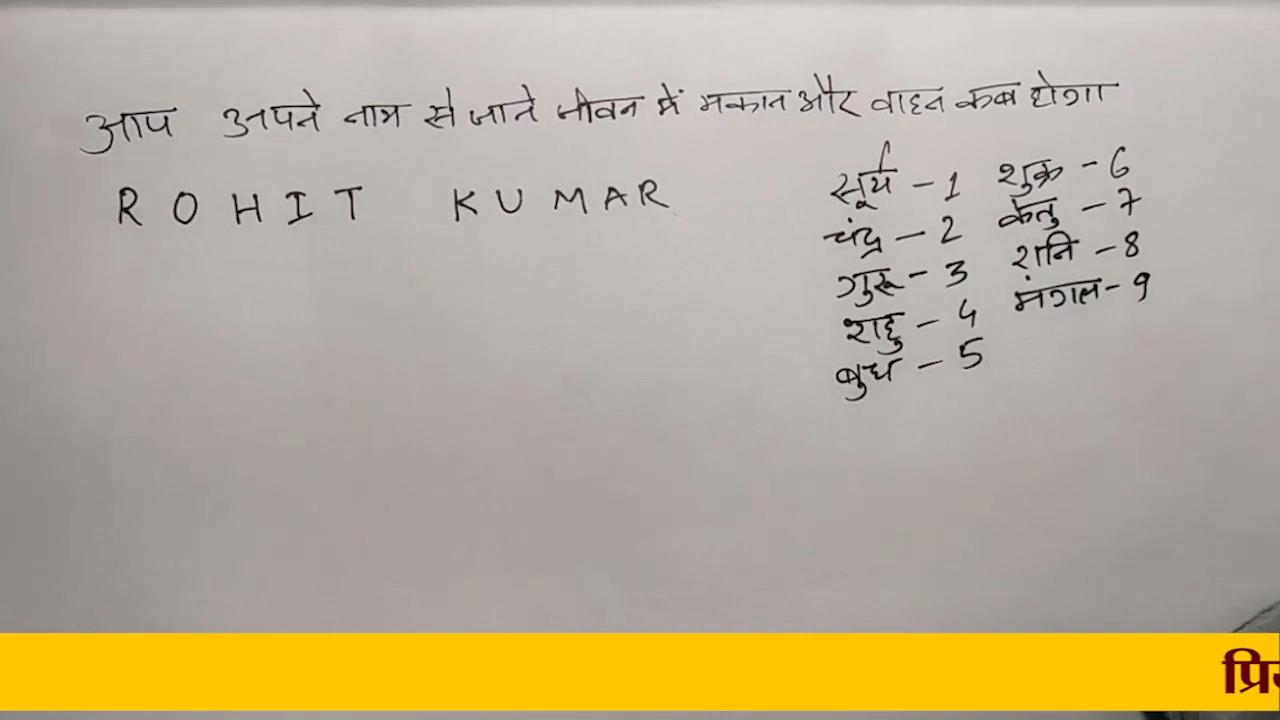 आप अपने नाम से जाने जीवन में मकान और वाहन कब होगा
ROHIT KUMAR
सूर्य - 1
चंद्र - 2
गुरू - 3
राहु - 4
बुध - 5
शुक्र - 6
केतु - 7
शनि - 8
मंगल - 9